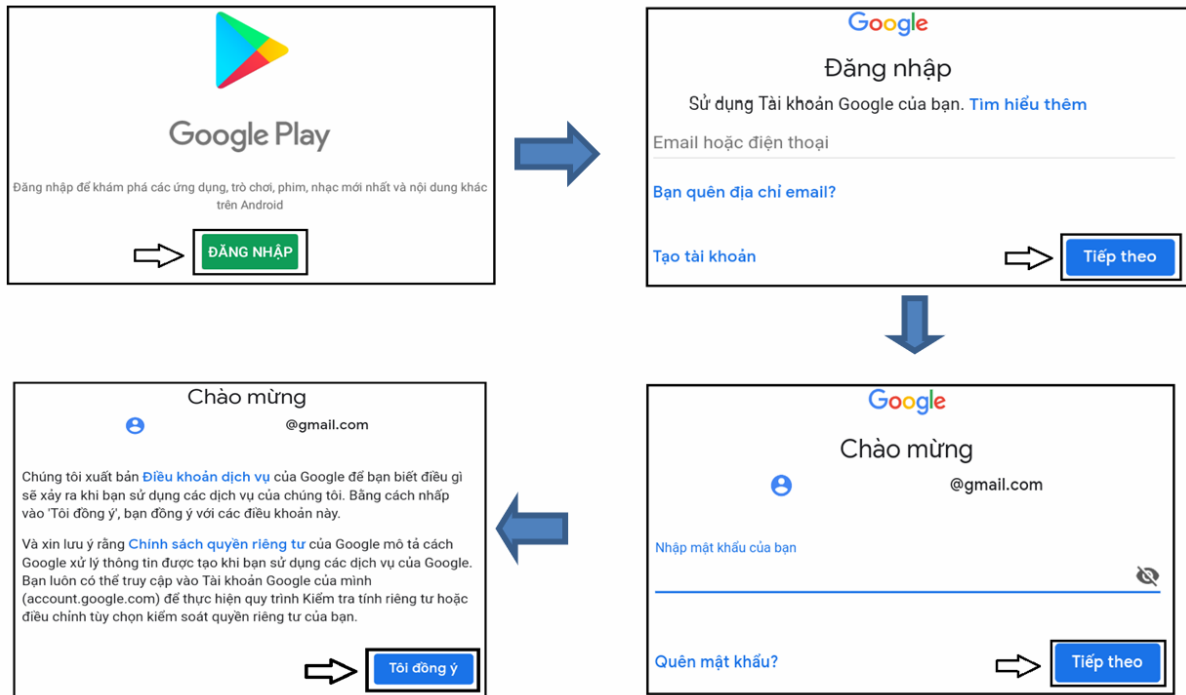 Google Play
Đăng nhập để khám phá các ứng dụng, trò chơi, phim, nhạc mới nhất và nội dung khác
trên Android
ĐĂNG NHẬP
Google
Đăng nhập
Sử dụng Tài khoản Google của bạn. Tìm hiểu thêm
Email hoặc điện thoại
Bạn quên địa chỉ email?
Tạo tài khoản
Tiếp theo
Google
Chào mừng
@gmail.com
Nhập mật khẩu của bạn
Quên mật khẩu?
Tiếp theo
Chào mừng
@gmail.com
Chúng tôi xuất bản Điều khoản dịch vụ của Google để bạn biết điều gì
sẽ xảy ra khi bạn sử dụng các dịch vụ của chúng tôi. Bằng cách nhấp
vào 'Tôi đồng ý', bạn đồng ý với các điều khoản này.
Và xin lưu ý rằng Chính sách quyền riêng tư của Google mô tả cách
Google xử lý thông tin được tạo khi bạn sử dụng các dịch vụ của Google.
Bạn luôn có thể truy cập vào Tài khoản Google của mình
(account.google.com) để thực hiện quy trình Kiểm tra tính riêng tư hoặc
điều chỉnh tùy chọn kiểm soát quyền riêng tư của bạn.
Tôi đồng ý